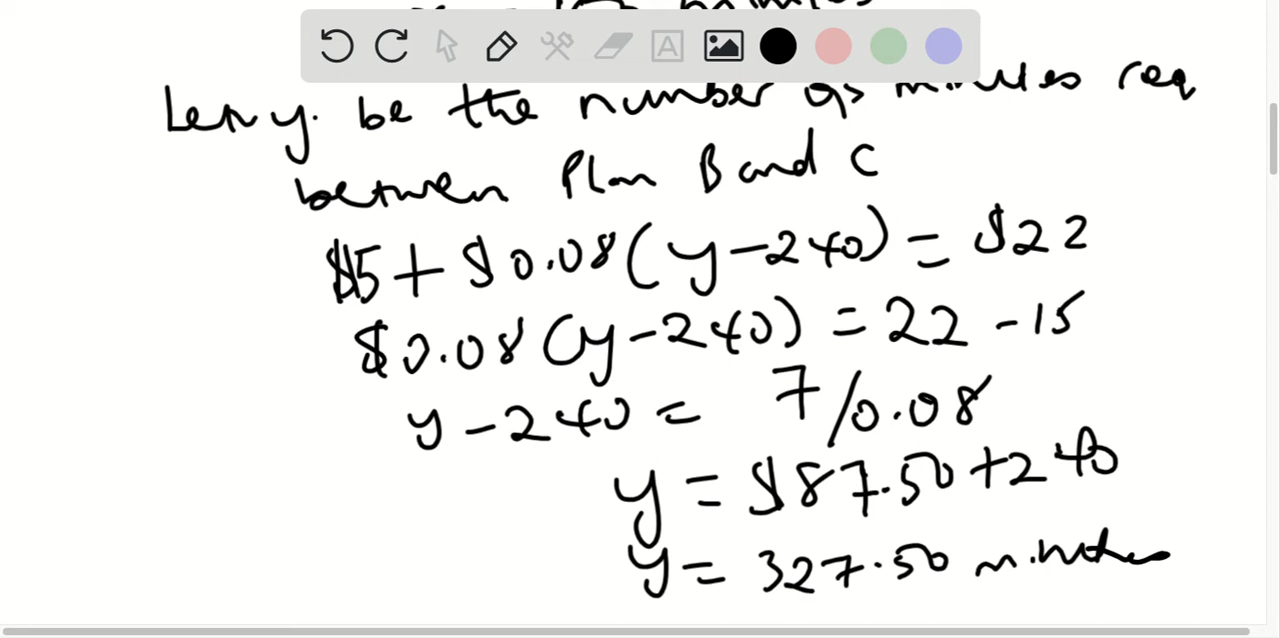 minutes
Let y. be the number of minutes req
between Plan B and C
$15 + $0.08(y-240) = $22
$0.08(y-240) = 22 - 15
y - 240 = 7/0.08
y = $87.50 + 240
y = 327.50 minutes